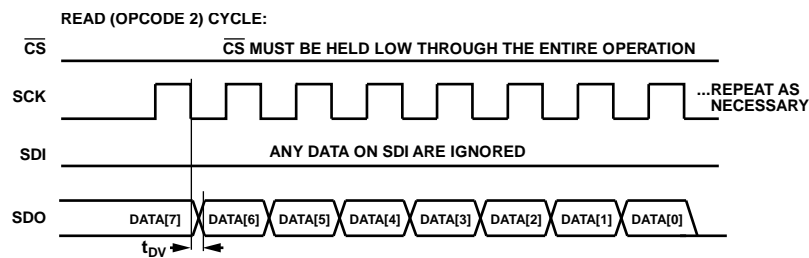 READ (OPCODE 2) CYCLE:
CS
CS MUST BE HELD LOW THROUGH THE ENTIRE OPERATION
SCK
...REPEAT AS
NECESSARY
SDI
ANY DATA ON SDI ARE IGNORED
SDO
DATA[7] DATA[6] DATA[5] DATA[4] DATA[3] DATA[2] DATA[1] DATA[0]
tDV